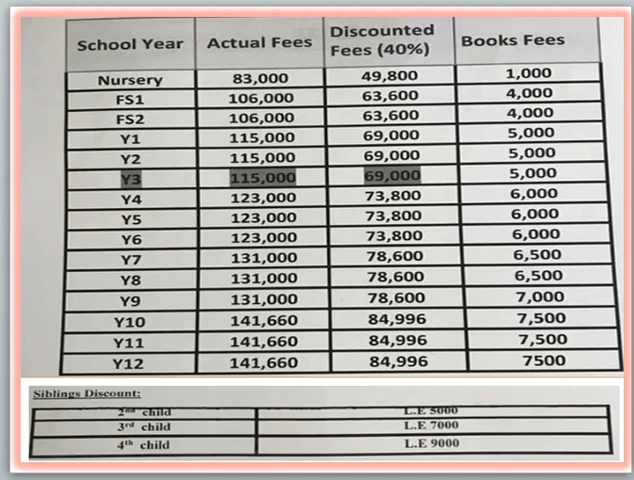 School Year Actual Fees Discounted Fees (40%) Books Fees
Nursery 83,000 49,800 1,000
FS1 106,000 63,600 4,000
FS2 106,000 63,600 4,000
Y1 115,000 69,000 5,000
Y2 115,000 69,000 5,000
Y3 115,000 69,000 5,000
Y4 123,000 73,800 6,000
Y5 123,000 73,800 6,000
Y6 123,000 73,800 6,000
Y7 131,000 78,600 6,500
Y8 131,000 78,600 6,500
Y9 131,000 78,600 7,000
Y10 141,660 84,996 7,500
Y11 141,660 84,996 7,500
Y12 141,660 84,996 7500
Siblings Discount:
2nd child L.E 5000
3rd child L.E 7000
4th child L.E 9000